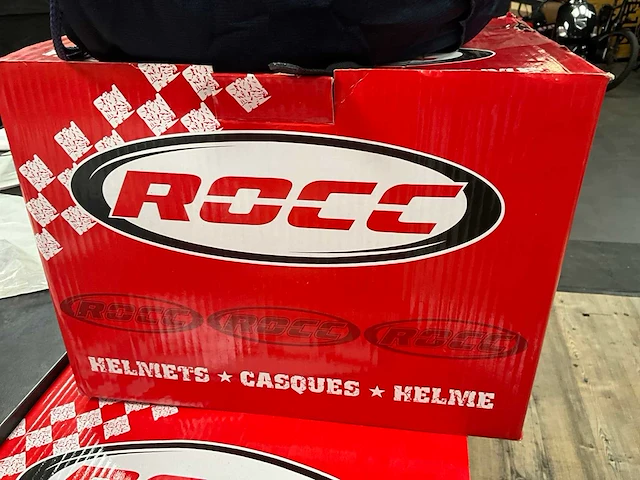 ROCC
ROCC ROCC ROCC
HELMETS ★ CASQUES ★ HELME